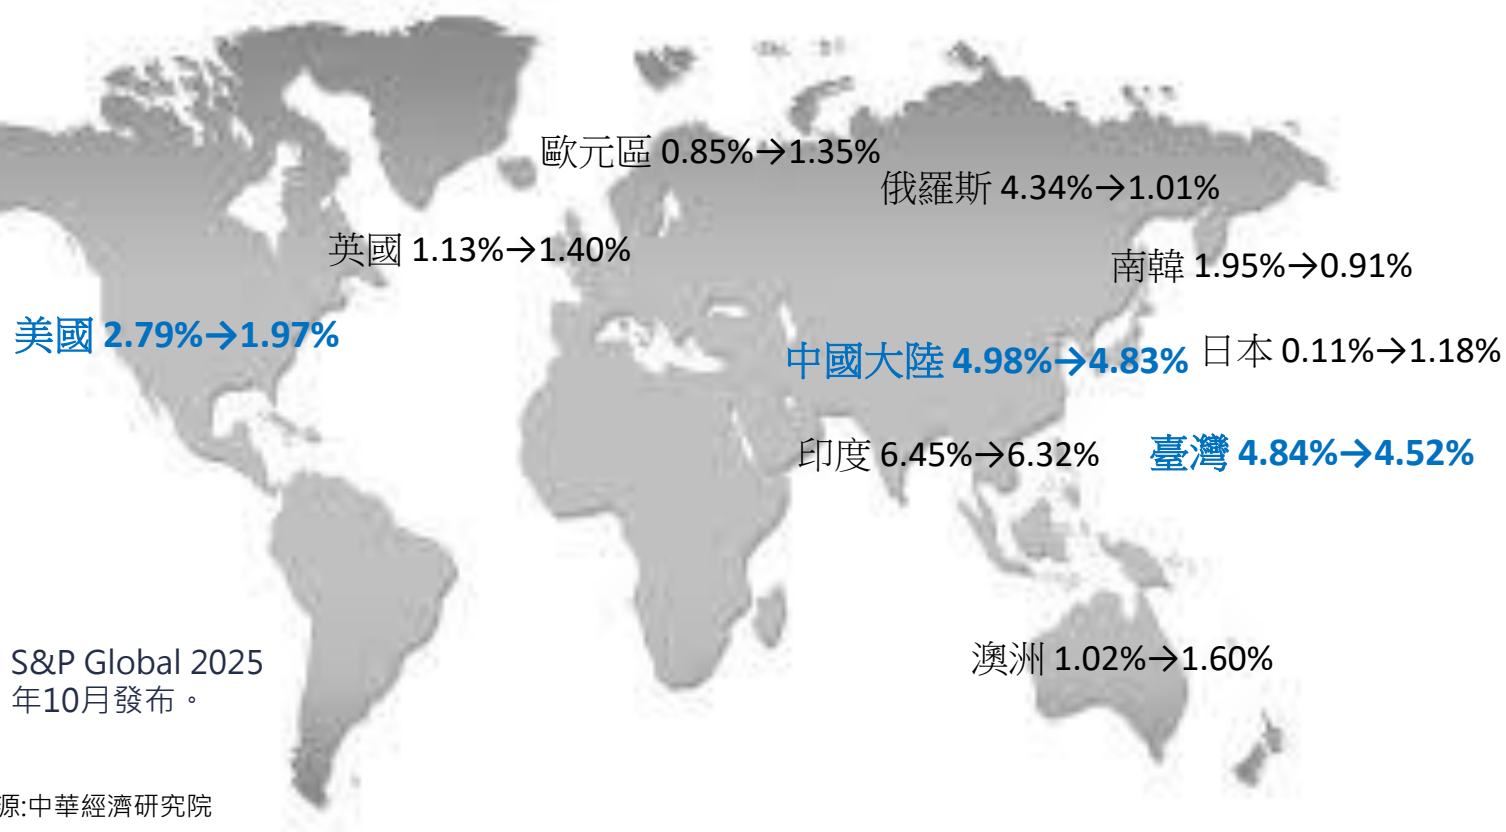 歐元區 0.85%→1.35%
俄羅斯 4.34%→1.01%
英國 1.13%→1.40%
南韓 1.95%→0.91%
美國 2.79%→1.97%
中國大陸 4.98%→4.83%
日本 0.11%→1.18%
印度 6.45%→6.32%
臺灣 4.84%→4.52%
澳洲 1.02%→1.60%
S&P Global 2025
年10月發布。
源:中華經濟研究院